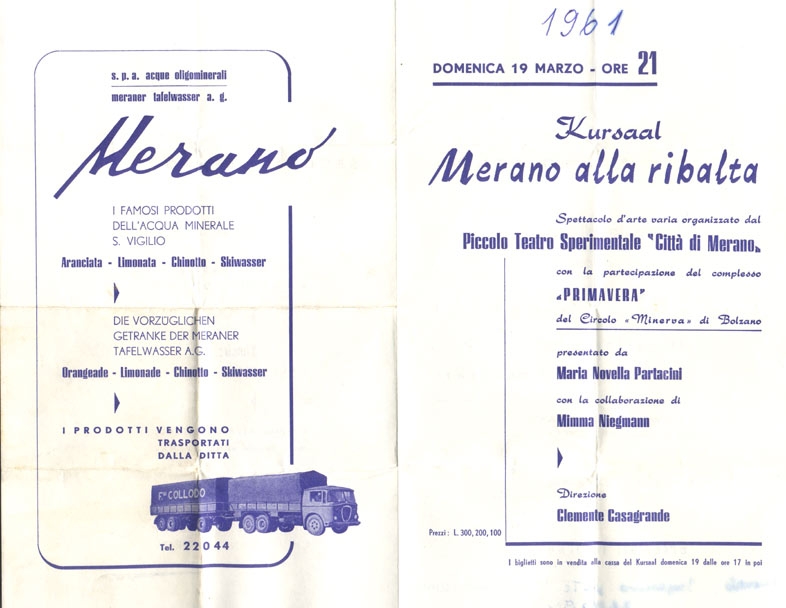 s.p.a. acque oligominerali
meraner tafelwasser a. g.
Merano
I FAMOSI PRODOTTI
DELL'ACQUA MINERALE
S. VIGILIO
Aranciata - Limonata - Chinotto - Skiwasser
DIE VORZÜGLICHEN
GETRANKE DER MERANER
TAFELWASSER A.G.
Orangeade - Limonade - Chinotto - Skiwasser
I PRODOTTI VENGONO
TRASPORTATI
DALLA DITTA
F.lli COLLODO
Tel. 22044
1961
DOMENICA 19 MARZO - ORE 21
Kursaal
Merano alla ribalta
Spettacolo d'arte varia organizzato dal
Piccolo Teatro Sperimentale "Città di Merano„
con la partecipazione del complesso
«PRIMAVERA"
del Circolo «Minerva» di Bolzano
presentato da
Maria Novella Partacini
con la collaborazione di
Mimma Niegmann
Direzione
Clemente Casagrande
Prezzi: L. 300, 200, 100
I biglietti sono in vendita alla cassa del Kursaal domenica 19 dalle ore 17 in poi